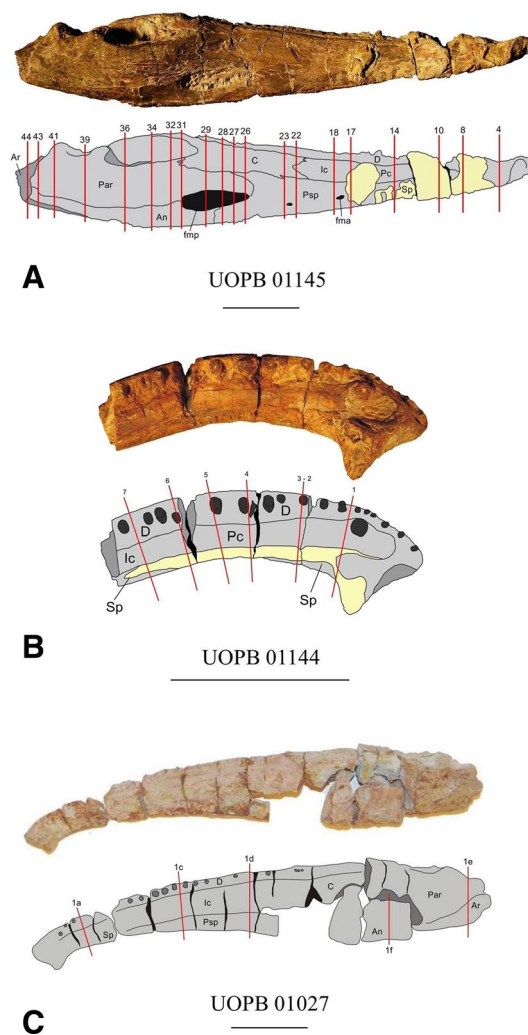 44 43 41 39 36 34 32 31 29 28 27 26 23 22 18 17 14 10 8 4
Ar
C
Ic
D
Pc
Par
Psp
Sp
An
fmp
fma
A
UOPB 01145
7 6 5 4 3 - 2 1
D
Pc
Ic
Sp
Sp
B
UOPB 01144
1a 1c 1d 1e
D
Ic
C
Par
Sp
Psp
An
Ar
1f
C
UOPB 01027